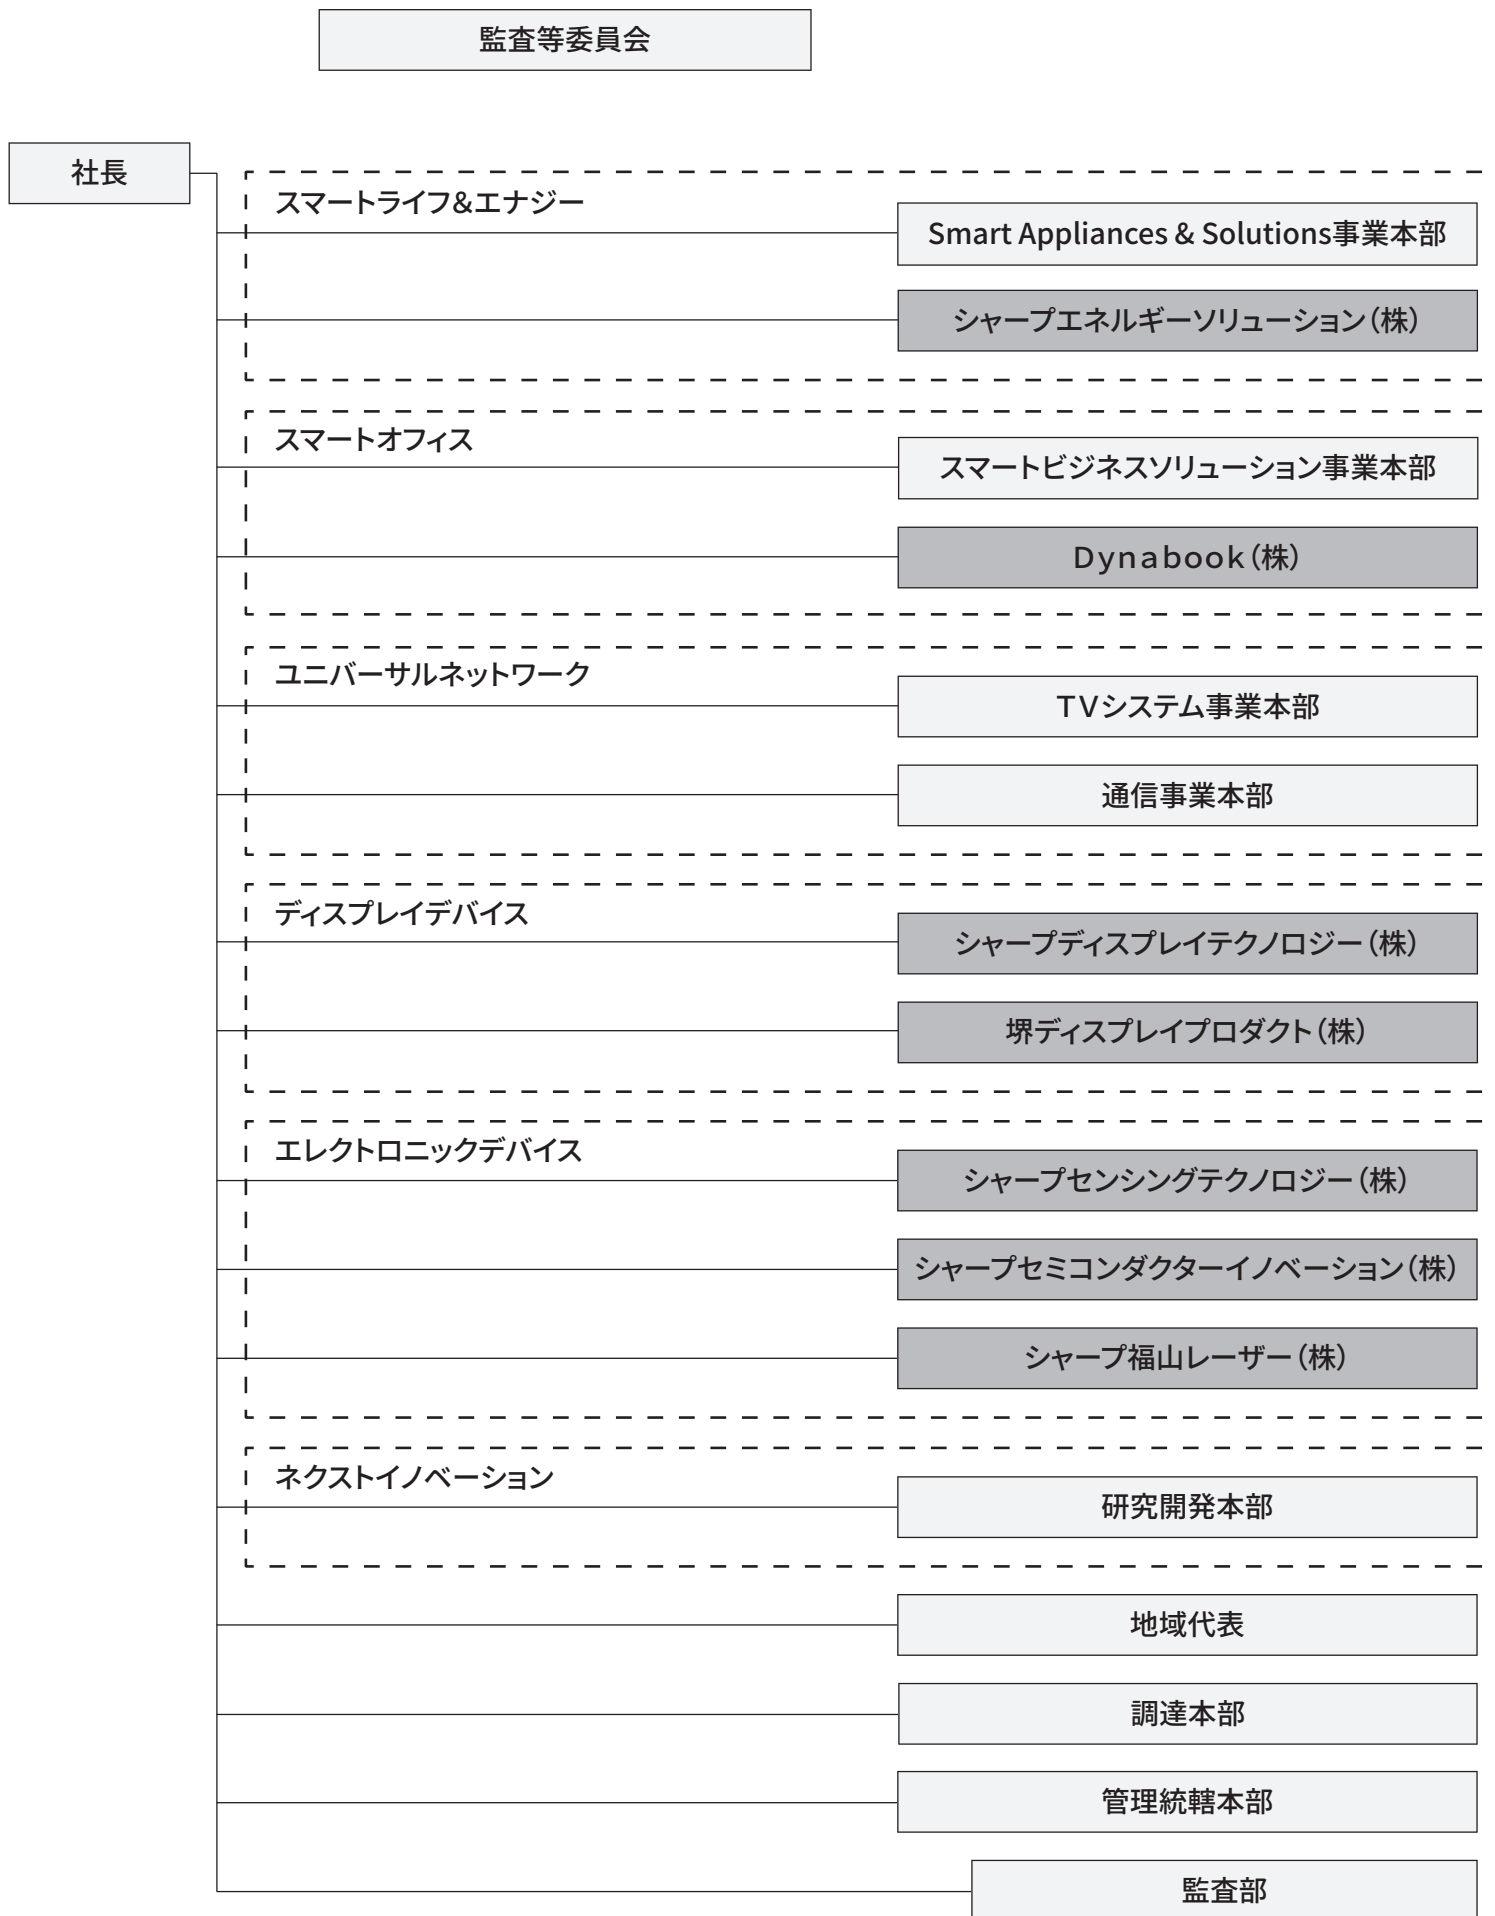 監査等委員会
社長
スマートライフ&エナジー
Smart Appliances & Solutions事業本部
シャープエネルギーソリューション(株)
スマートオフィス
スマートビジネスソリューション事業本部
Dynabook(株)
ユニバーサルネットワーク
TVシステム事業本部
通信事業本部
ディスプレイデバイス
シャープディスプレイテクノロジー(株)
堺ディスプレイプロダクト(株)
エレクトロニックデバイス
シャープセンシングテクノロジー(株)
シャープセミコンダクターイノベーション(株)
シャープ福山レーザー(株)
ネクストイノベーション
研究開発本部
地域代表
調達本部
管理統轄本部
監査部